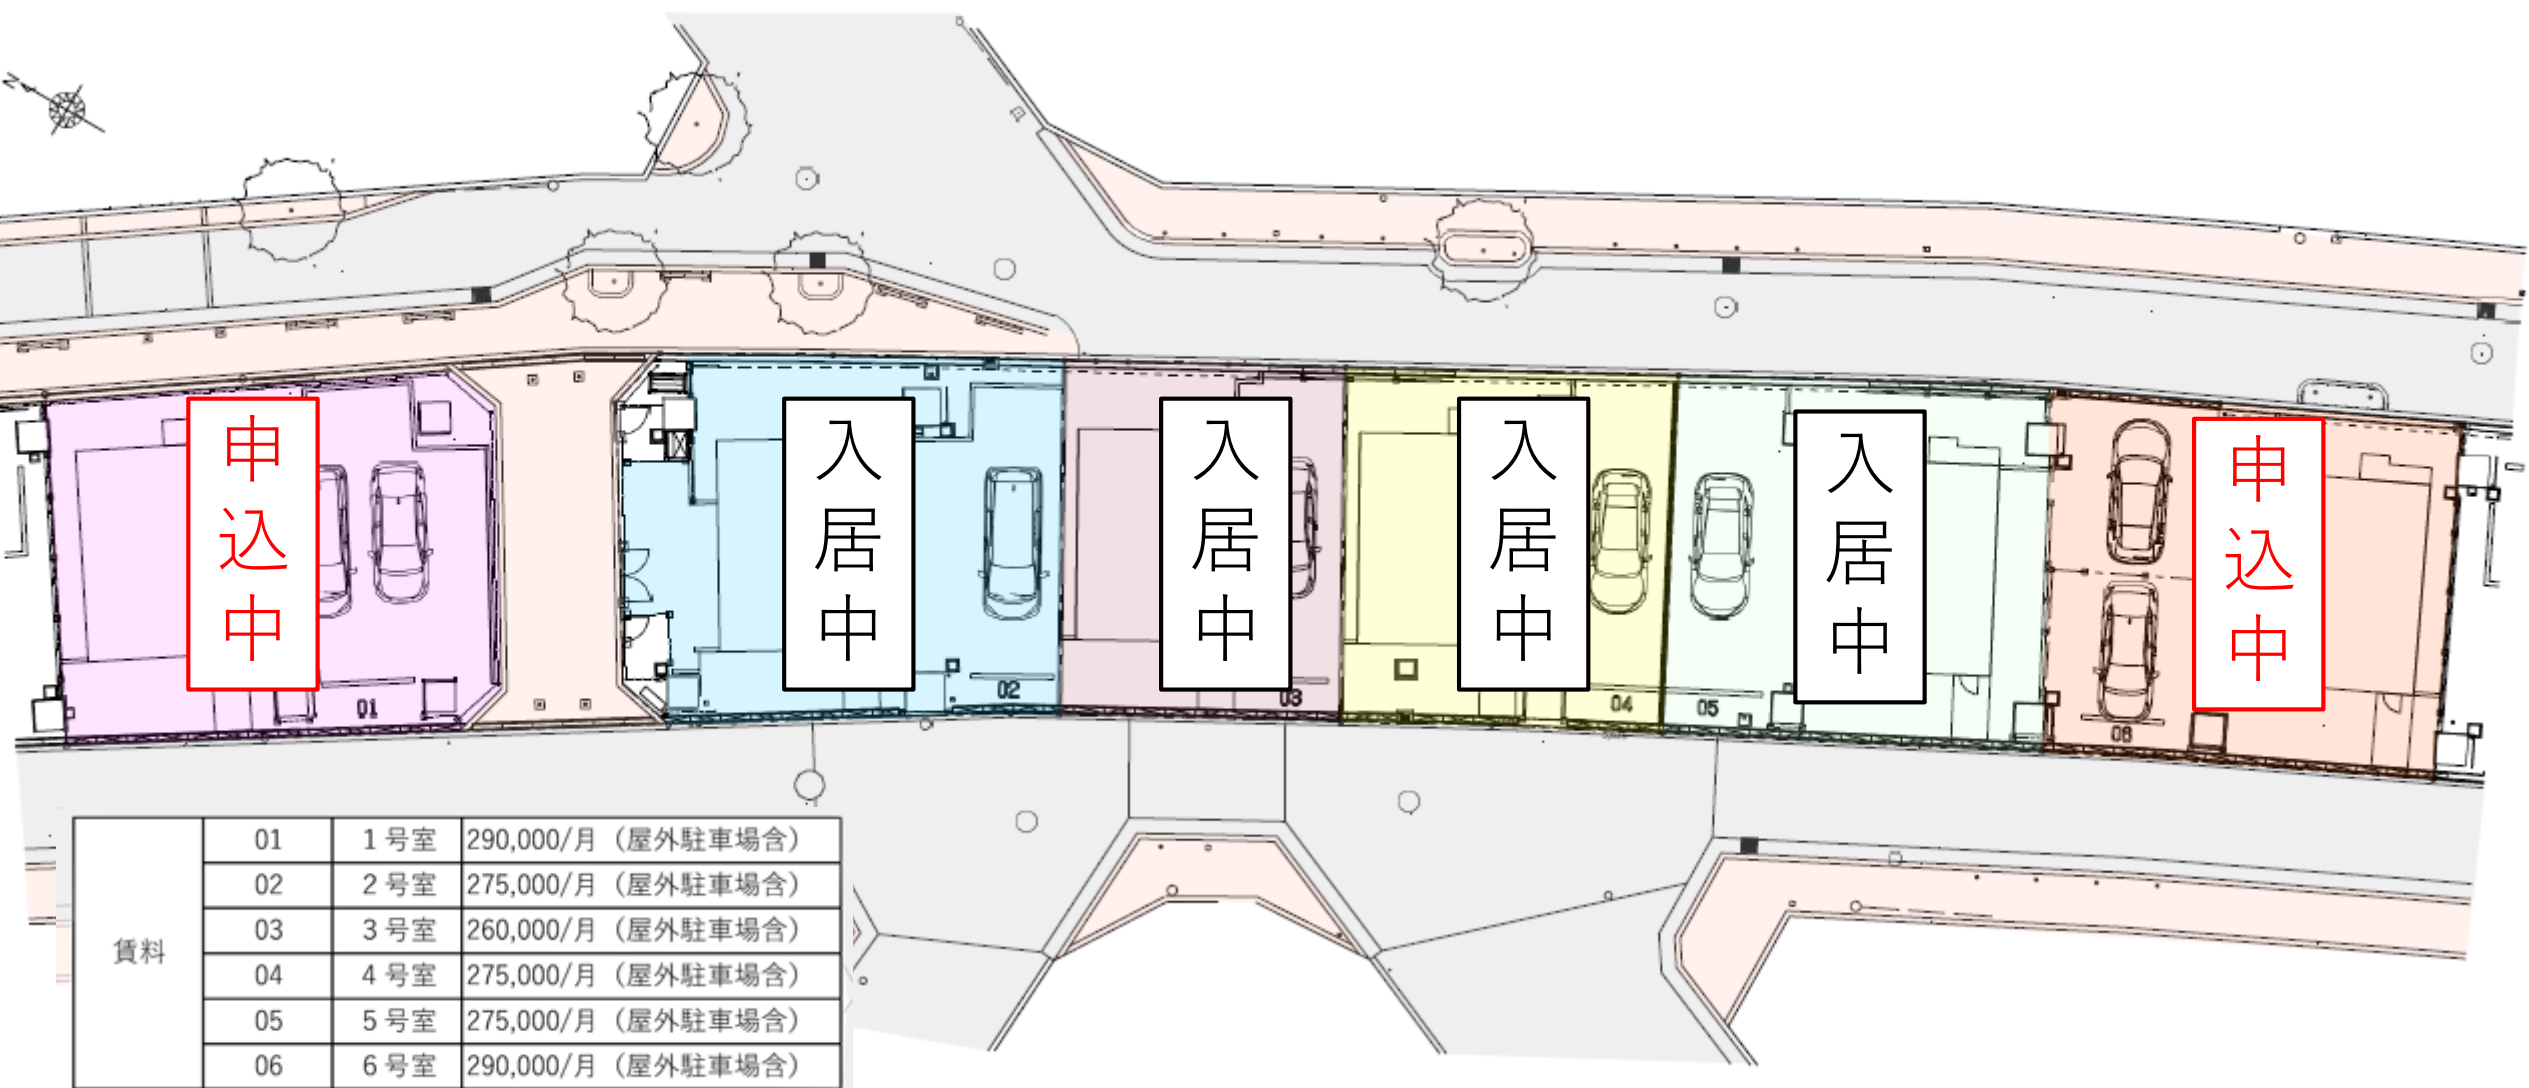 N
申込中
入居中
入居中
入居中
入居中
申込中
01
02
03
04
05
06
賃料
01 1号室 290,000/月（屋外駐車場含）
02 2号室 275,000/月（屋外駐車場含）
03 3号室 260,000/月（屋外駐車場含）
04 4号室 275,000/月（屋外駐車場含）
05 5号室 275,000/月（屋外駐車場含）
06 6号室 290,000/月（屋外駐車場含）